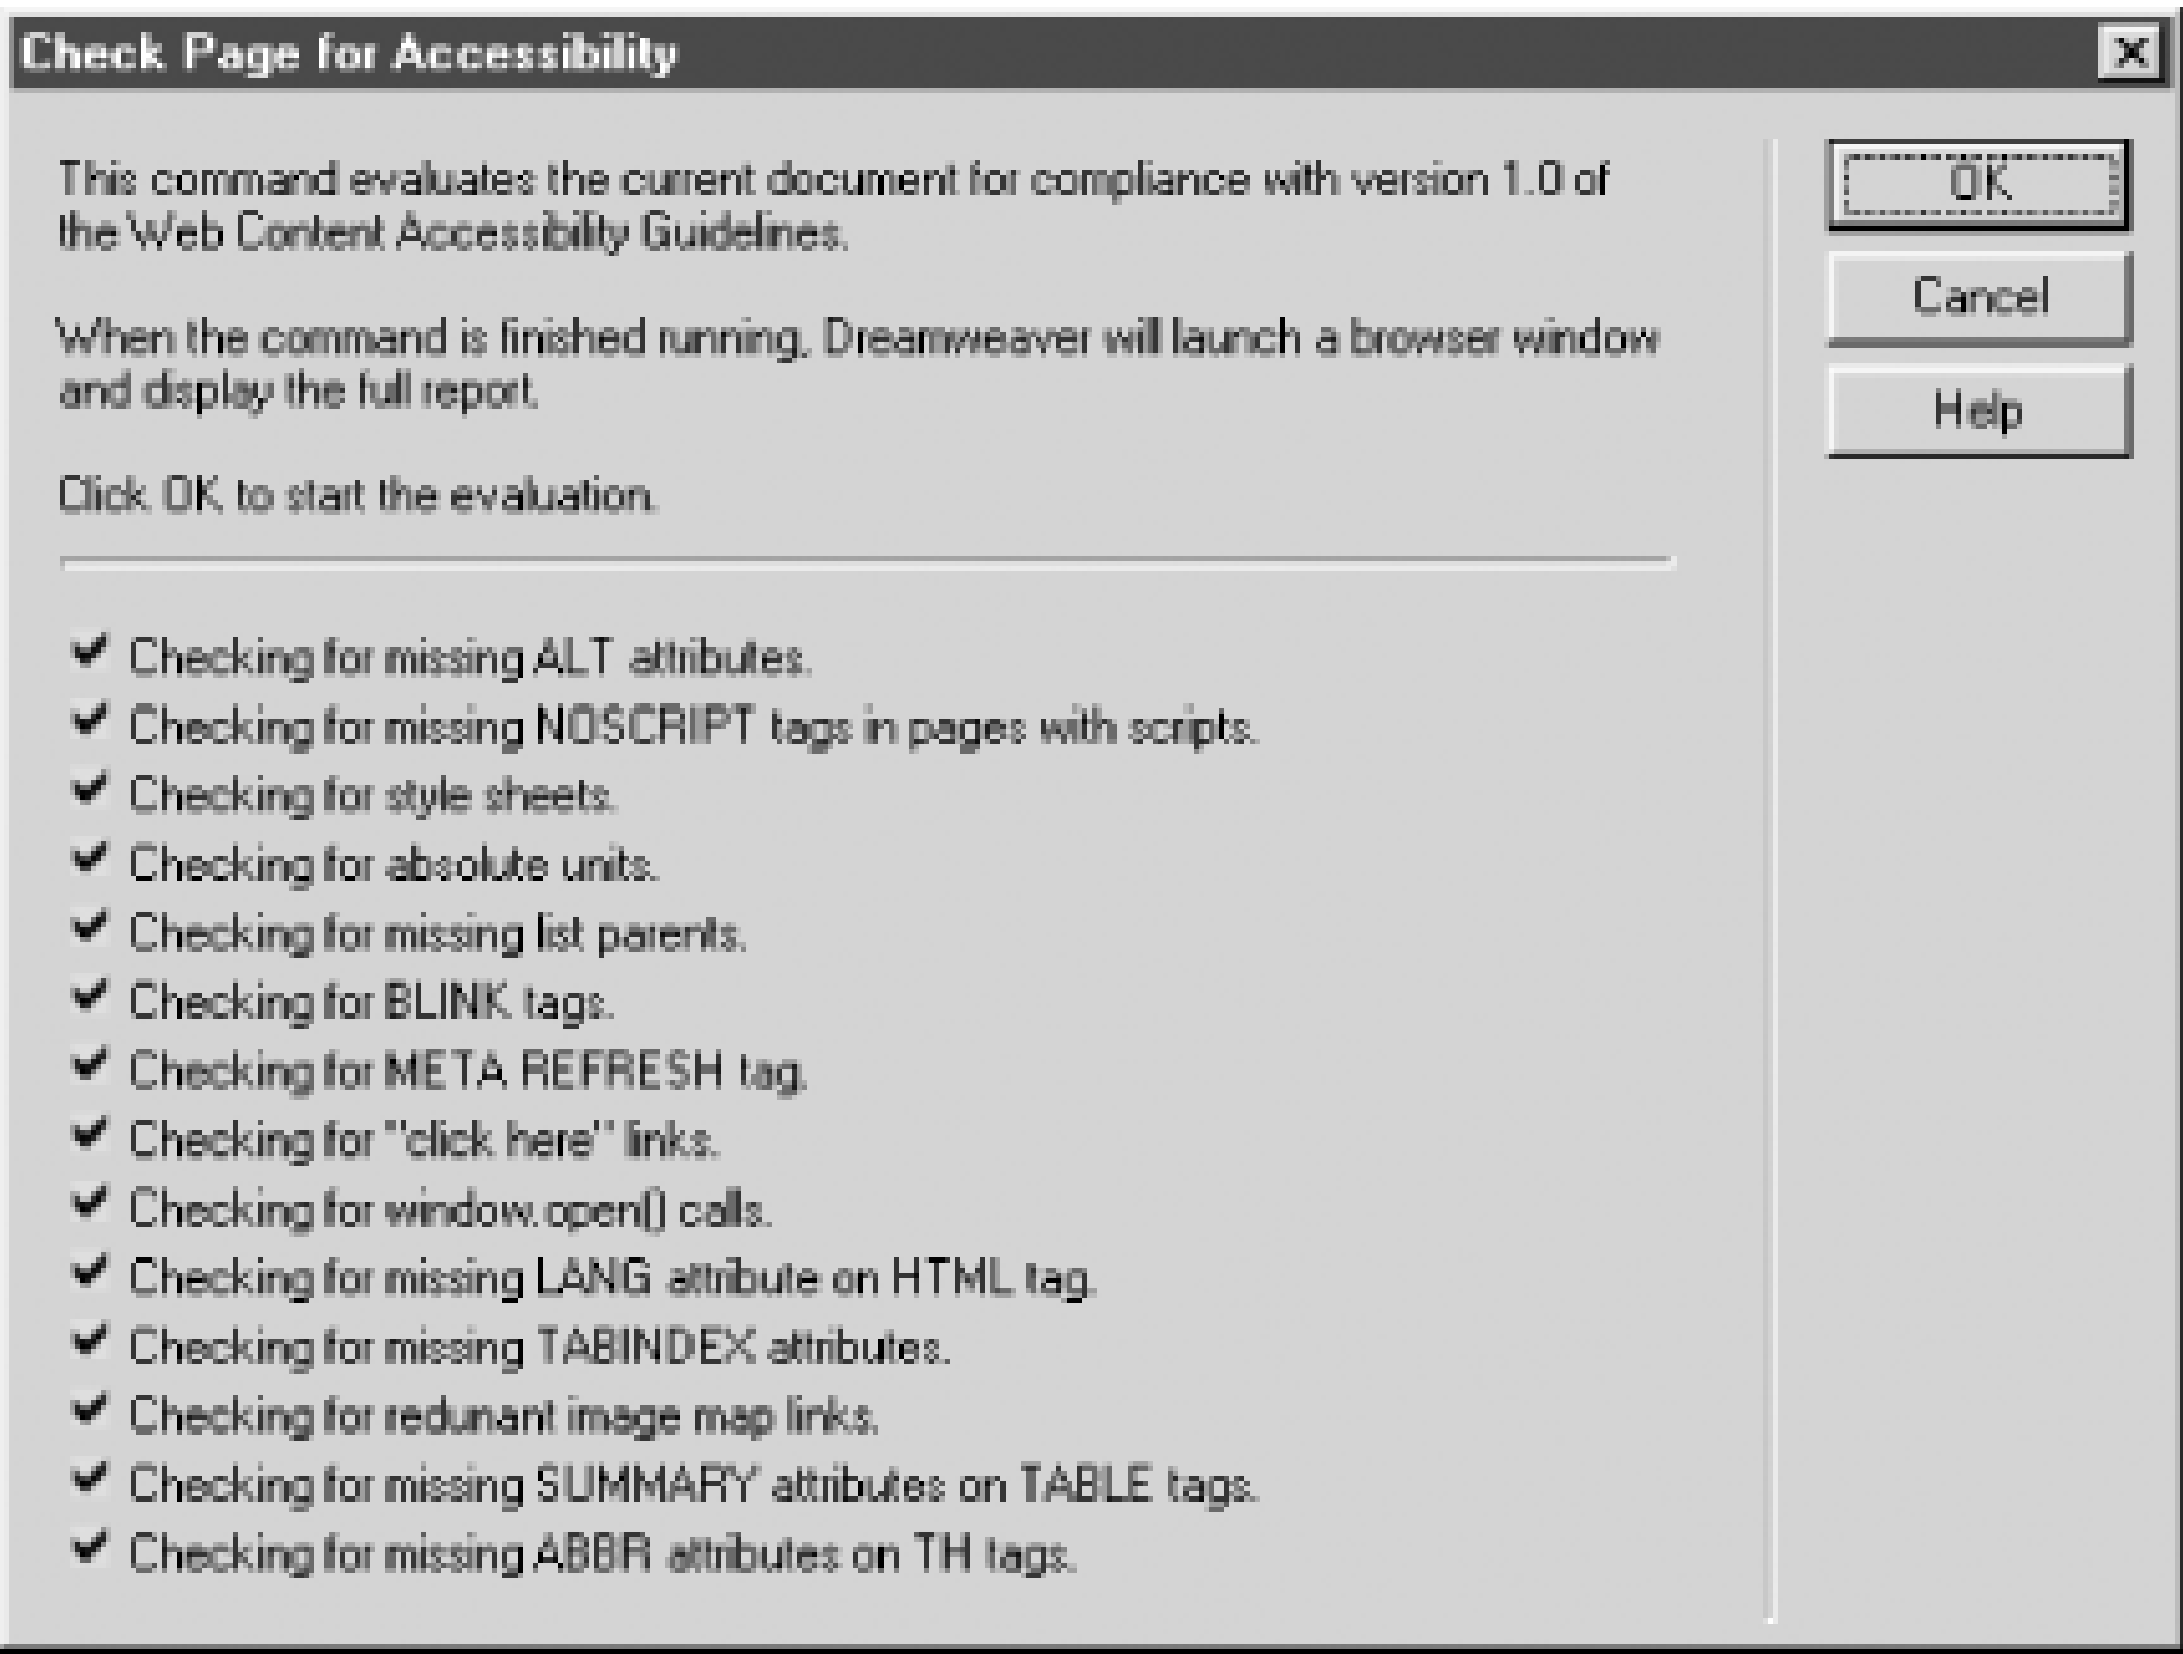 Check Page for Accessibility
This command evaluates the current document for compliance with version 1.0 of
the Web Content Accessibility Guidelines.
When the command is finished running, Dreamweaver will launch a browser window
and display the full report.
Click OK to start the evaluation.
OK
Cancel
Help
Checking for missing ALT attributes.
Checking for missing NOSCRIPT tags in pages with scripts.
Checking for style sheets.
Checking for absolute units.
Checking for missing list parents.
Checking for BLINK tags.
Checking for META REFRESH tag.
Checking for "click here" links.
Checking for window.open() calls.
Checking for missing LANG attribute on HTML tag.
Checking for missing TABINDEX attributes.
Checking for redunant image map links.
Checking for missing SUMMARY attributes on TABLE tags.
Checking for missing ABBR attributes on TH tags.